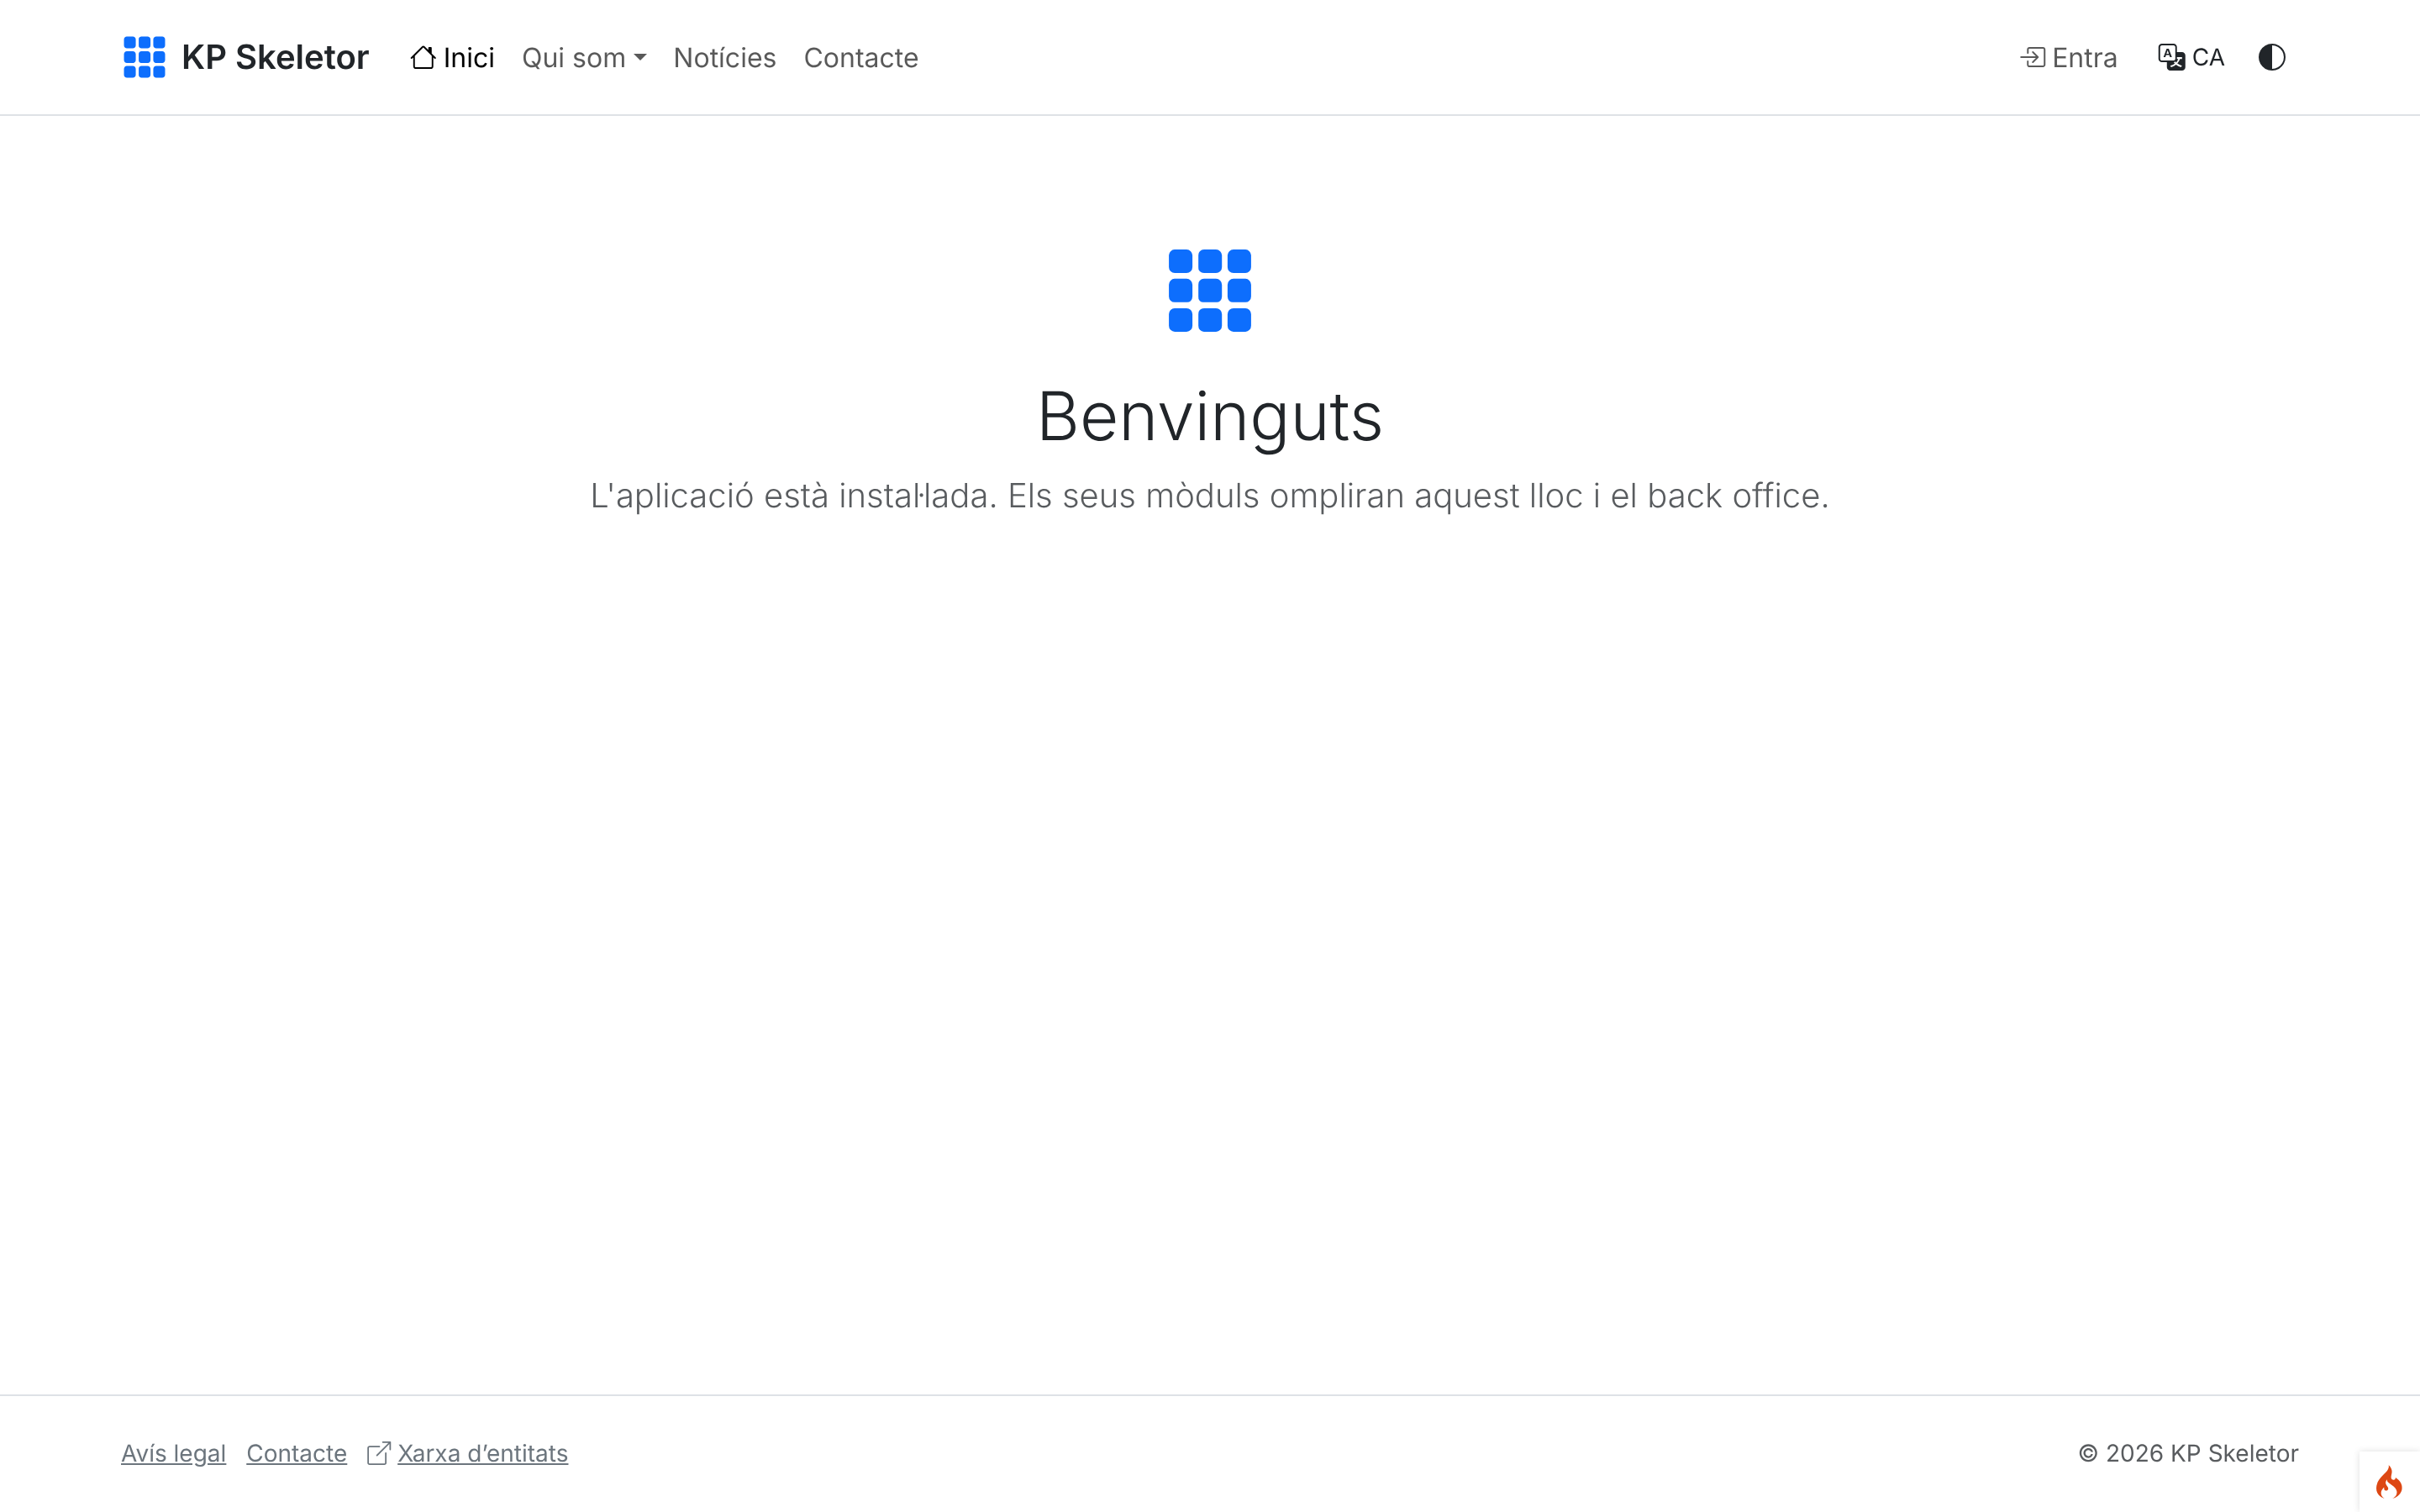 KP Skeletor Inici Qui som Notícies Contacte Entra CA
Benvinguts
L'aplicació està instal·lada. Els seus mòduls ompliran aquest lloc i el back office.
Avís legal Contacte Xarxa d’entitats © 2026 KP Skeletor